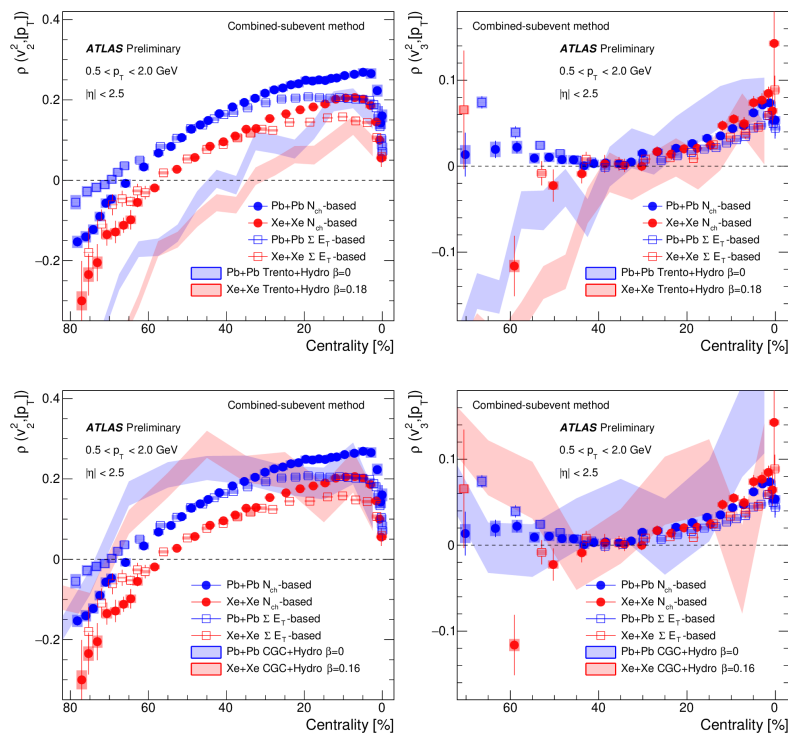 ρ (v₂²,[p_T])
Combined-subevent method
0.4
ATLAS Preliminary
0.5 < p_T < 2.0 GeV
|η| < 2.5
0.2
0
−0.2
Pb+Pb N_ch-based
Xe+Xe N_ch-based
Pb+Pb Σ E_T-based
Xe+Xe Σ E_T-based
Pb+Pb Trento+Hydro β=0
Xe+Xe Trento+Hydro β=0.18
80 60 40 20 0
Centrality [%]
ρ (v₃²,[p_T])
Combined-subevent method
ATLAS Preliminary
0.1
0.5 < p_T < 2.0 GeV
|η| < 2.5
0
−0.1
Pb+Pb N_ch-based
Xe+Xe N_ch-based
Pb+Pb Σ E_T-based
Xe+Xe Σ E_T-based
Pb+Pb Trento+Hydro β=0
Xe+Xe Trento+Hydro β=0.18
60 40 20 0
Centrality [%]
ρ (v₂²,[p_T])
Combined-subevent method
0.4
ATLAS Preliminary
0.5 < p_T < 2.0 GeV
|η| < 2.5
0.2
0
−0.2
Pb+Pb N_ch-based
Xe+Xe N_ch-based
Pb+Pb Σ E_T-based
Xe+Xe Σ E_T-based
Pb+Pb CGC+Hydro β=0
Xe+Xe CGC+Hydro β=0.16
80 60 40 20 0
Centrality [%]
ρ (v₃²,[p_T])
Combined-subevent method
ATLAS Preliminary
0.1
0.5 < p_T < 2.0 GeV
|η| < 2.5
0
−0.1
Pb+Pb N_ch-based
Xe+Xe N_ch-based
Pb+Pb Σ E_T-based
Xe+Xe Σ E_T-based
Pb+Pb CGC+Hydro β=0
Xe+Xe CGC+Hydro β=0.16
60 40 20 0
Centrality [%]